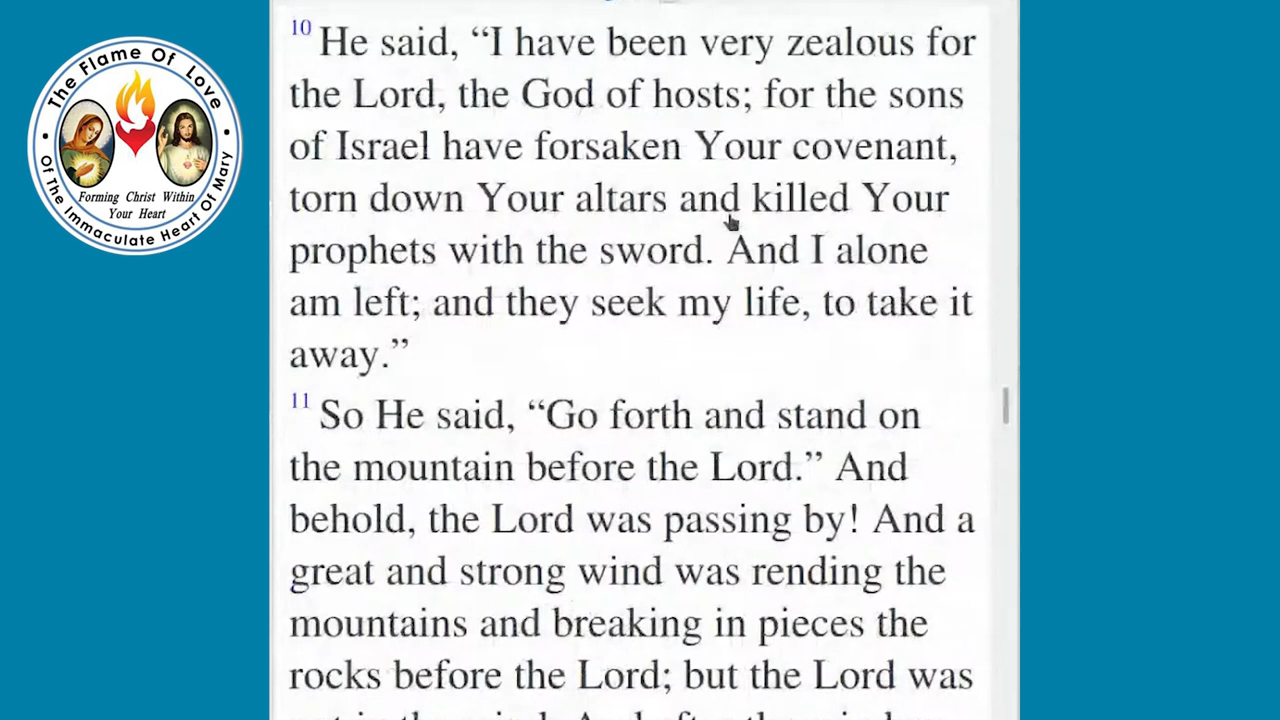 The Flame Of Love
Of The Immaculate Heart Of Mary
Forming Christ Within
Your Heart
10 He said, “I have been very zealous for
the Lord, the God of hosts; for the sons
of Israel have forsaken Your covenant,
torn down Your altars and killed Your
prophets with the sword. And I alone
am left; and they seek my life, to take it
away.”
11 So He said, “Go forth and stand on
the mountain before the Lord.” And
behold, the Lord was passing by! And a
great and strong wind was rending the
mountains and breaking in pieces the
rocks before the Lord; but the Lord was